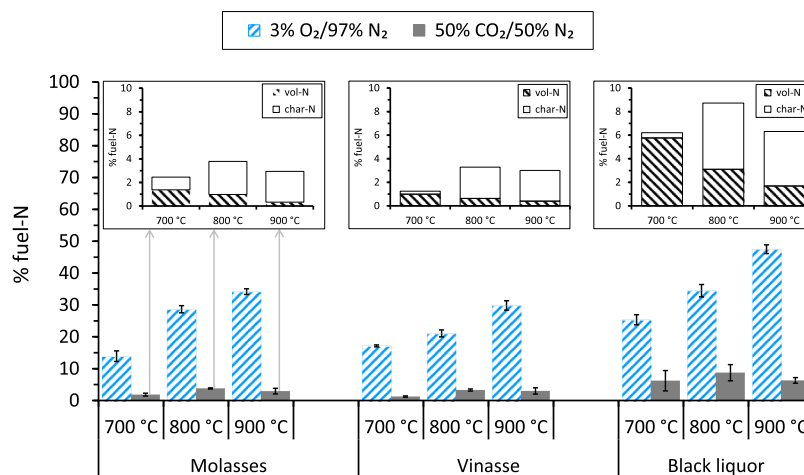 3% O₂/97% N₂ 50% CO₂/50% N₂
% fuel-N
100
90
80
70
60
50
40
30
20
10
0
% fuel-N
10
8
6
4
2
0
vol-N
char-N
700 °C 800 °C 900 °C
% fuel-N
10
8
6
4
2
0
vol-N
char-N
700 °C 800 °C 900 °C
% fuel-N
10
8
6
4
2
0
vol-N
char-N
700 °C 800 °C 900 °C
700 °C 800 °C 900 °C 700 °C 800 °C 900 °C 700 °C 800 °C 900 °C
Molasses Vinasse Black liquor